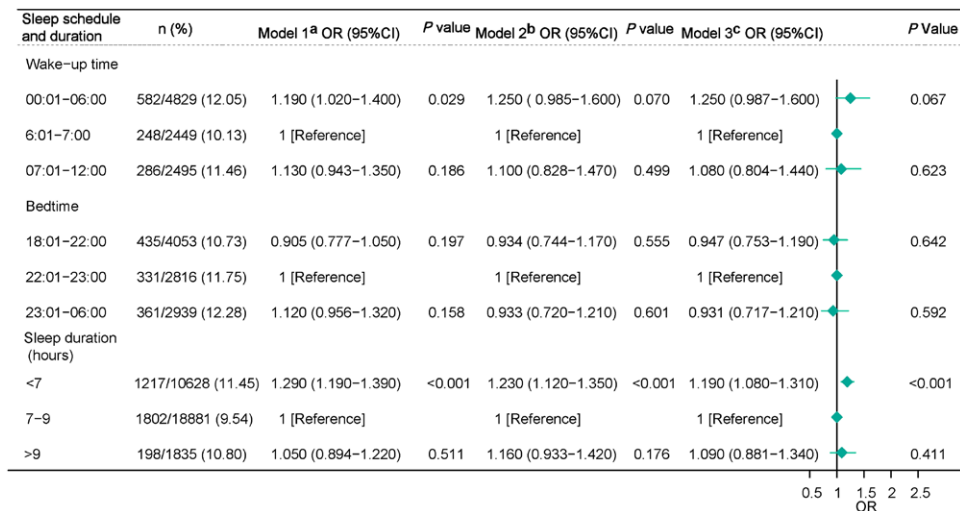 Sleep schedule and duration n (%) Model 1a OR (95%CI) P value Model 2b OR (95%CI) P value Model 3c OR (95%CI) P Value
Wake−up time
00:01−06:00 582/4829 (12.05) 1.190 (1.020−1.400) 0.029 1.250 ( 0.985−1.600) 0.070 1.250 (0.987−1.600) 0.067
6:01−7:00 248/2449 (10.13) 1 [Reference] 1 [Reference] 1 [Reference]
07:01−12:00 286/2495 (11.46) 1.130 (0.943−1.350) 0.186 1.100 (0.828−1.470) 0.499 1.080 (0.804−1.440) 0.623
Bedtime
18:01−22:00 435/4053 (10.73) 0.905 (0.777−1.050) 0.197 0.934 (0.744−1.170) 0.555 0.947 (0.753−1.190) 0.642
22:01−23:00 331/2816 (11.75) 1 [Reference] 1 [Reference] 1 [Reference]
23:01−06:00 361/2939 (12.28) 1.120 (0.956−1.320) 0.158 0.933 (0.720−1.210) 0.601 0.931 (0.717−1.210) 0.592
Sleep duration
(hours)
<7 1217/10628 (11.45) 1.290 (1.190−1.390) <0.001 1.230 (1.120−1.350) <0.001 1.190 (1.080−1.310) <0.001
7−9 1802/18881 (9.54) 1 [Reference] 1 [Reference] 1 [Reference]
>9 198/1835 (10.80) 1.050 (0.894−1.220) 0.511 1.160 (0.933−1.420) 0.176 1.090 (0.881−1.340) 0.411
0.5 1 1.5 2 2.5
OR